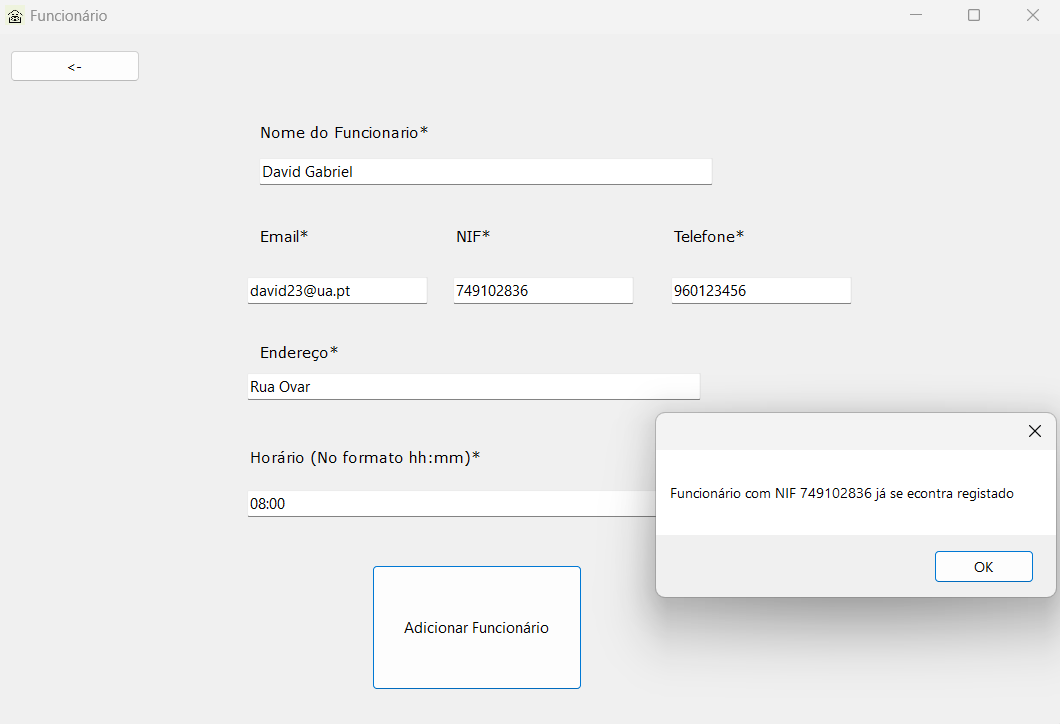 Funcionário
<-
Nome do Funcionario*
David Gabriel
Email* NIF* Telefone*
david23@ua.pt 749102836 960123456
Endereço*
Rua Ovar
Horário (No formato hh:mm)*
08:00
Funcionário com NIF 749102836 já se econtra registado
OK
Adicionar Funcionário